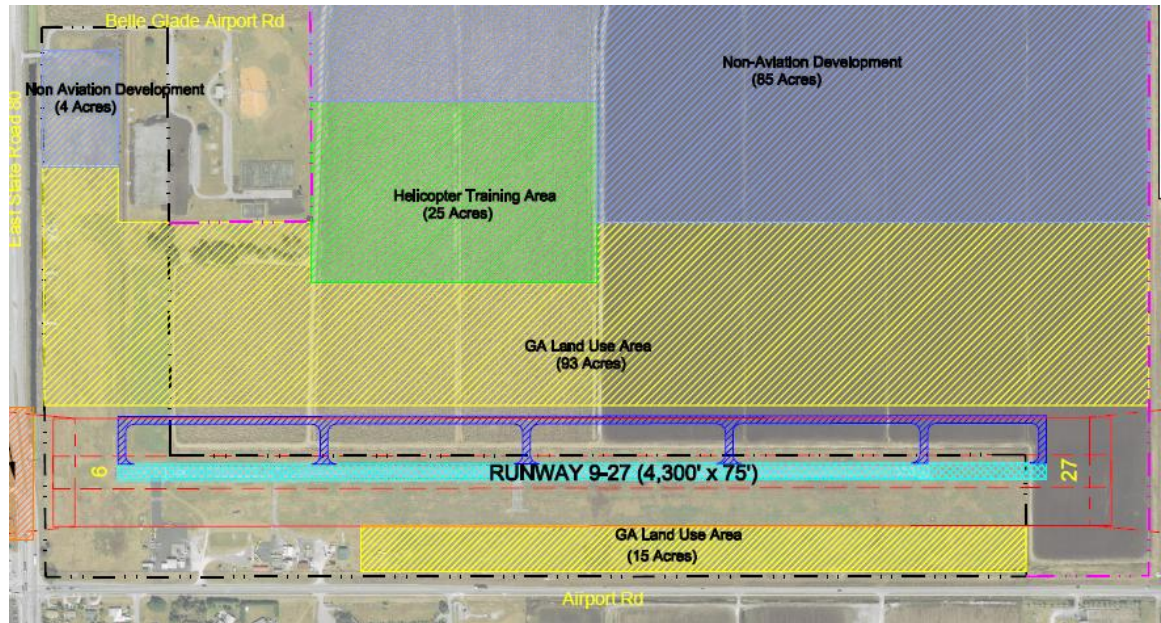 Belle Glade Airport Rd
Non-Aviation Development
(85 Acres)
Non Aviation Development
(4 Acres)
East State Road 80
Helicopter Training Area
(25 Acres)
GA Land Use Area
(93 Acres)
9
RUNWAY 9-27 (4,300' x 75')
27
GA Land Use Area
(15 Acres)
Airport Rd